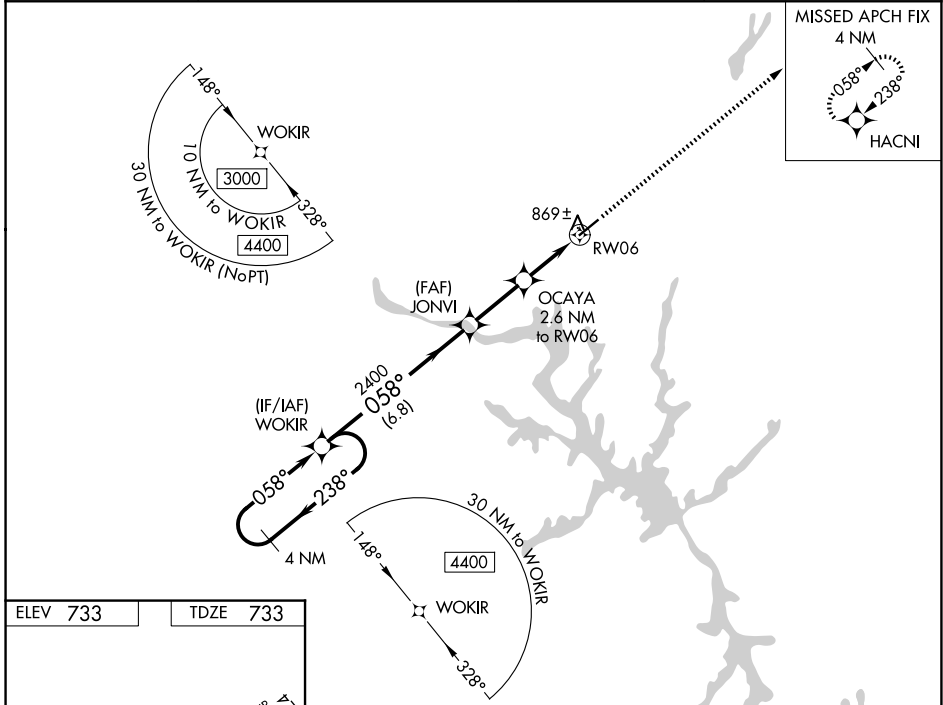 MISSED APCH FIX
4 NM
058°
238°
HACNI
148°
WOKIR
10 NM to WOKIR
3000
328°
4400
30 NM to WOKIR (NoPT)
869±
RW06
(FAF)
JONVI
OCAYA
2.6 NM
to RW06
2400
058°
(6.8)
(IF/IAF)
WOKIR
058°
238°
4 NM
30 NM to WOKIR
148°
4400
WOKIR
328°
ELEV 733
TDZE 733